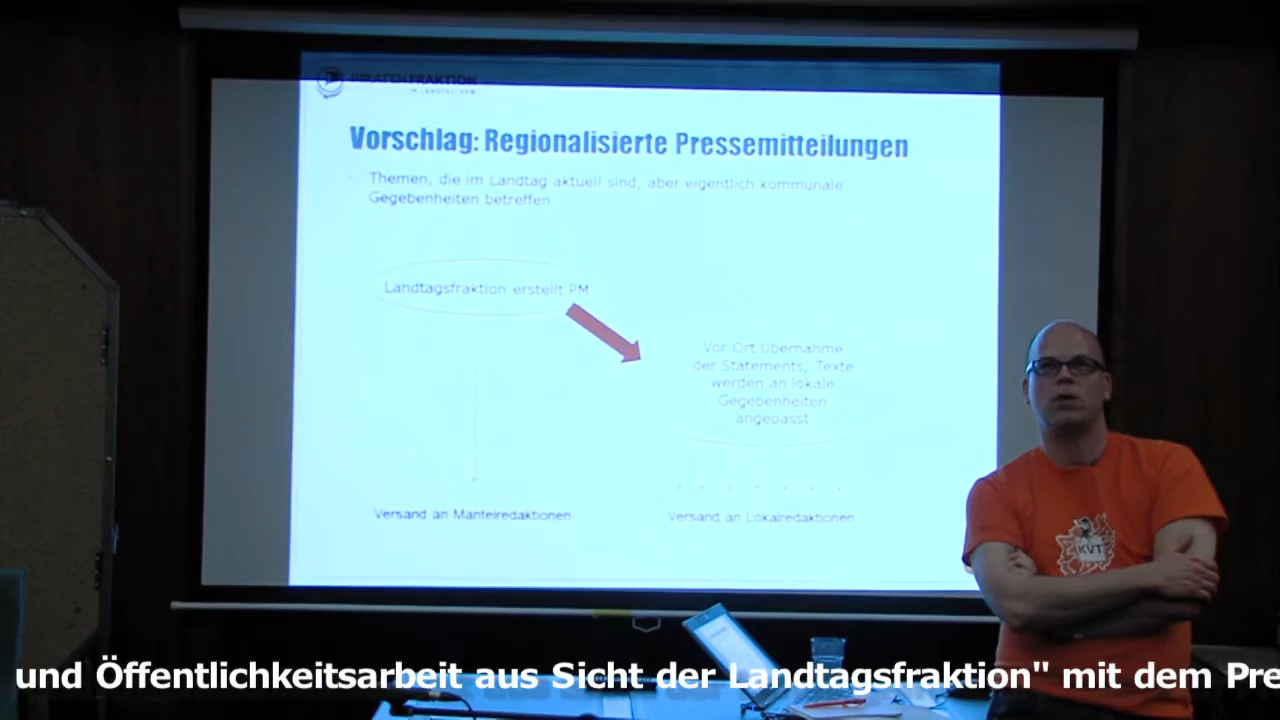 PIRATENFRAKTION
Vorschlag: Regionalisierte Pressemitteilungen
Themen, die im Landtag aktuell sind, aber eigentlich kommunale
Gegebenheiten betreffen
Landtagsfraktion erstellt PM
Vor Ort Übernahme
der Statements, Texte
werden an lokale
Gegebenheiten
angepasst
Versand an Mantelredaktionen
Versand an Lokalredaktionen
KVT
und Öffentlichkeitsarbeit aus Sicht der Landtagsfraktion" mit dem Pre